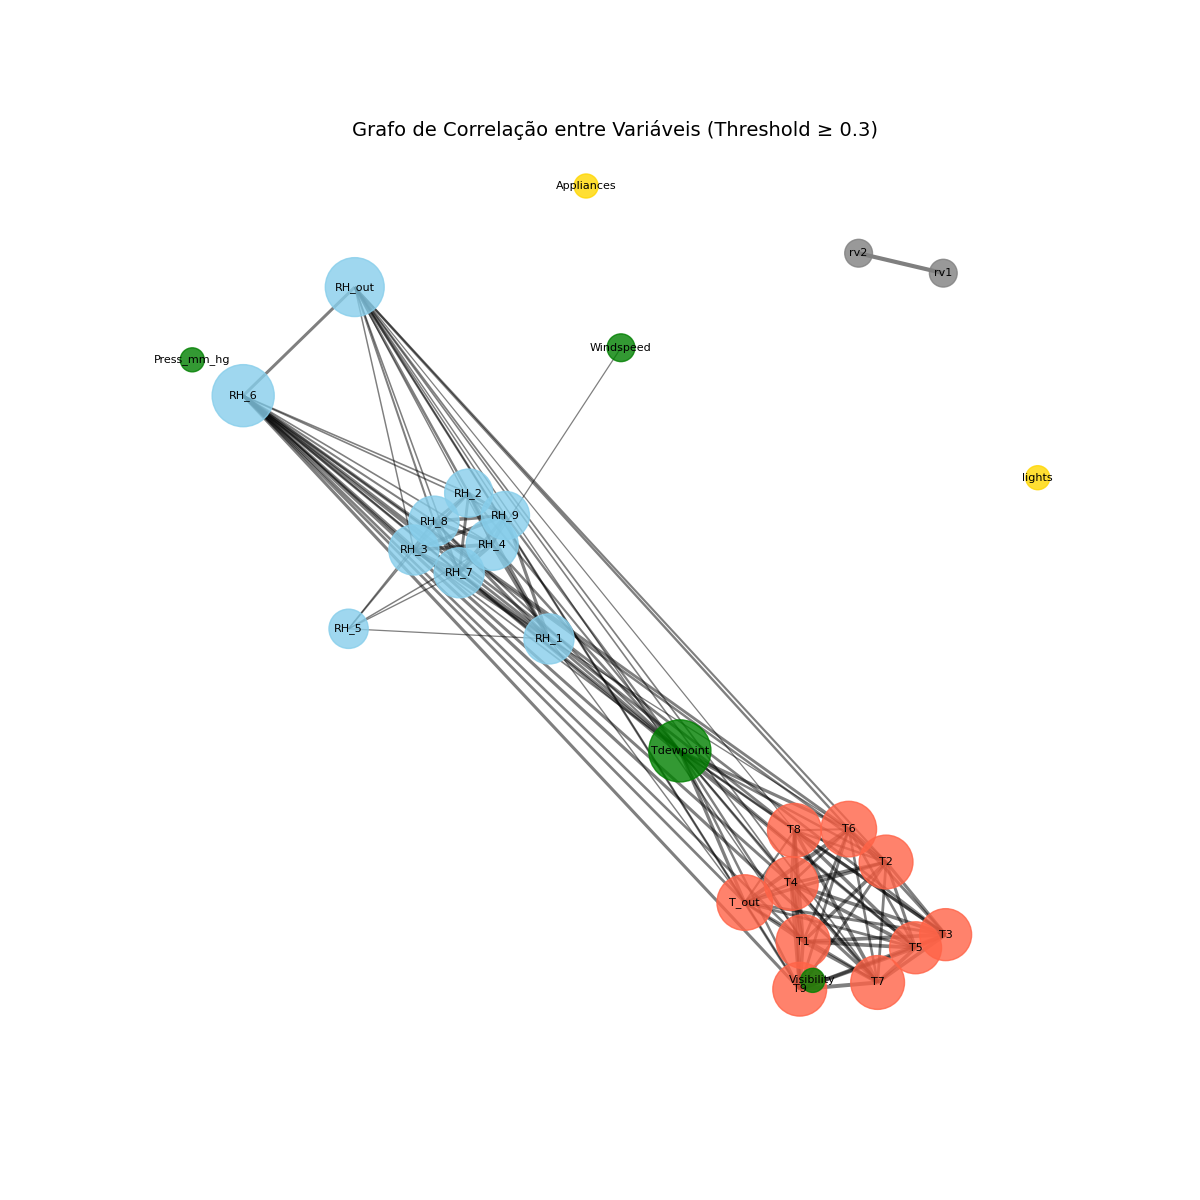 Grafo de Correlação entre Variáveis (Threshold ≥ 0.3)
Appliances
rv2
rv1
RH_out
Windspeed
Press_mm_hg
RH_6
lights
RH_2
RH_9
RH_8
RH_4
RH_3
RH_7
RH_5
RH_1
Tdewpoint
T8
T6
T2
T4
T_out
T3
T1
T5
Visibility
T7
T9